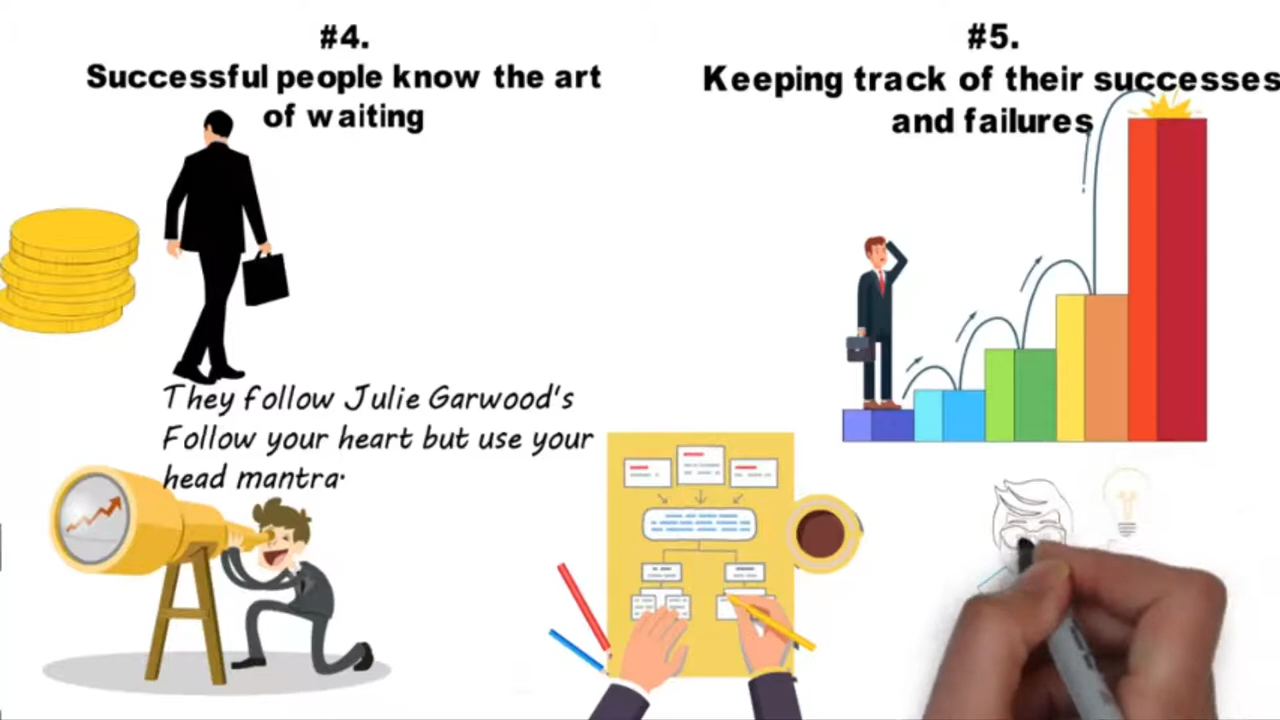 #4.
Successful people know the art
of waiting
They follow Julie Garwood's
Follow your heart but use your
head mantra.
#5.
Keeping track of their successes
and failures